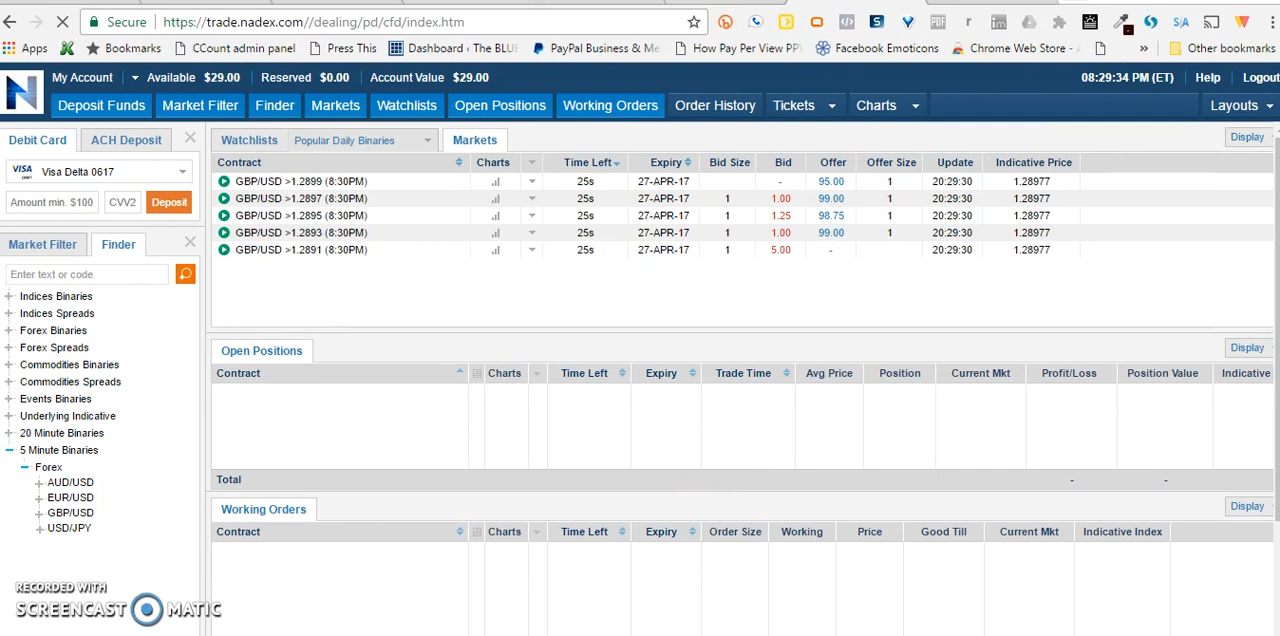 Secure https://trade.nadex.com//dealing/pd/cfd/index.htm
Apps Bookmarks CCount admin panel Press This Dashboard ‹ The BLU PayPal Business & Me How Pay Per View PPV Facebook Emoticons Chrome Web Store - » Other bookmarks
My Account Available $29.00 Reserved $0.00 Account Value $29.00 08:29:34 PM (ET) Help Logout
Deposit Funds Market Filter Finder Markets Watchlists Open Positions Working Orders Order History Tickets Charts Layouts
Debit Card ACH Deposit
VISA Visa Delta 0617
Amount min. $100 CVV2 Deposit
Market Filter Finder
Enter text or code
Indices Binaries
Indices Spreads
Forex Binaries
Forex Spreads
Commodities Binaries
Commodities Spreads
Events Binaries
Underlying Indicative
20 Minute Binaries
5 Minute Binaries
Forex
AUD/USD
EUR/USD
GBP/USD
USD/JPY
Watchlists Popular Daily Binaries Markets Display
Contract Charts Time Left Expiry Bid Size Bid Offer Offer Size Update Indicative Price
GBP/USD >1.2899 (8:30PM) 25s 27-APR-17 - 95.00 1 20:29:30 1.28977
GBP/USD >1.2897 (8:30PM) 25s 27-APR-17 1 1.00 99.00 1 20:29:30 1.28977
GBP/USD >1.2895 (8:30PM) 25s 27-APR-17 1 1.25 98.75 1 20:29:30 1.28977
GBP/USD >1.2893 (8:30PM) 25s 27-APR-17 1 1.00 99.00 1 20:29:30 1.28977
GBP/USD >1.2891 (8:30PM) 25s 27-APR-17 1 5.00 - 20:29:30 1.28977
Open Positions Display
Contract Charts Time Left Expiry Trade Time Avg Price Position Current Mkt Profit/Loss Position Value Indicative
Total - -
Working Orders Display
Contract Charts Time Left Expiry Order Size Working Price Good Till Current Mkt Indicative Index
RECORDED WITH
SCREENCAST MATIC